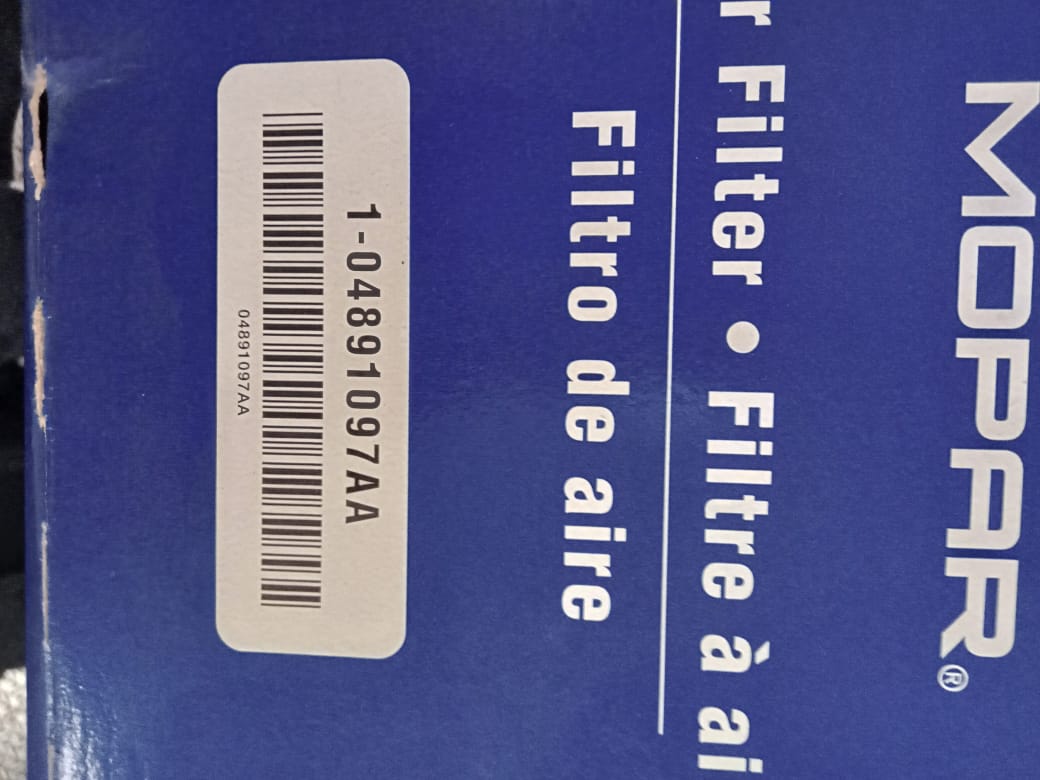 MOPAR®
r Filter • Filtre à ai
Filtro de aire
1-04891097AA
04891097AA